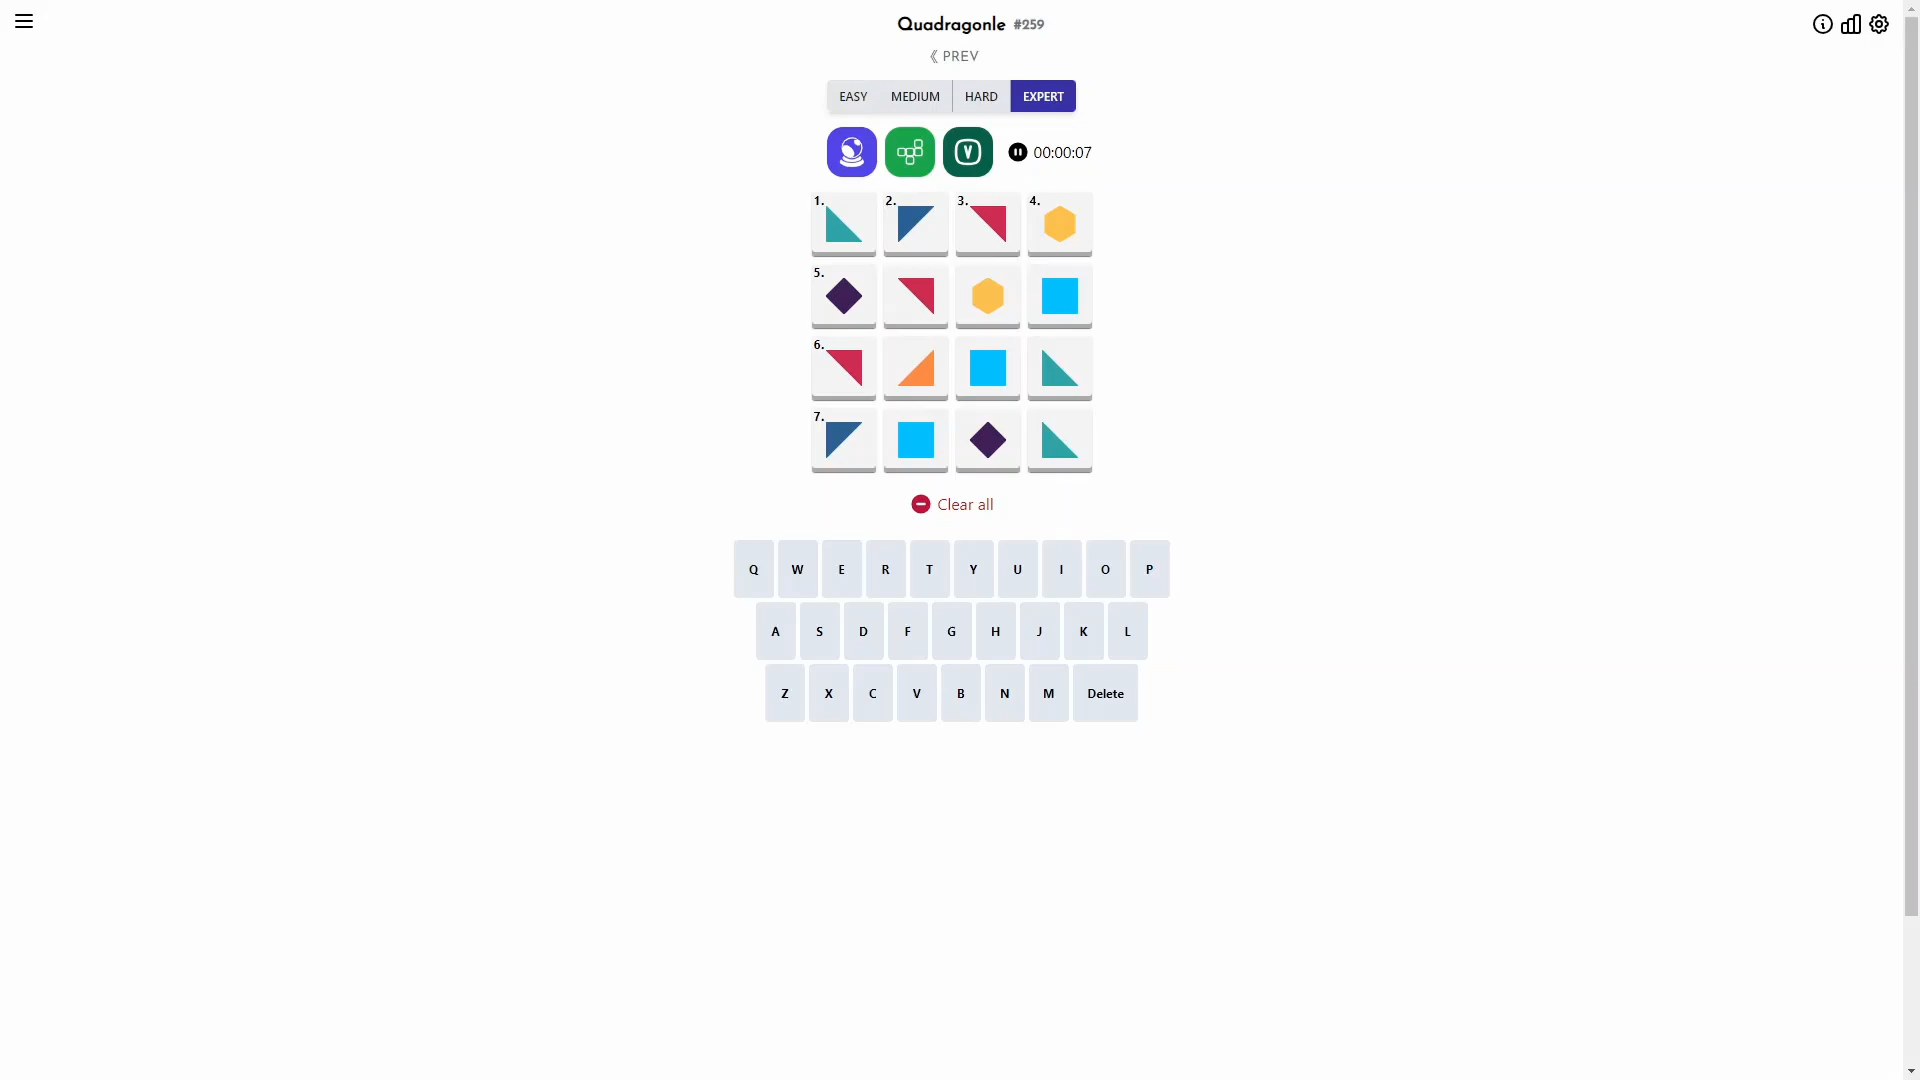 Quadragonle #259
PREV
EASY MEDIUM HARD EXPERT
V 00:00:07
1. 2. 3. 4.
5.
6.
7.
Clear all
Q W E R T Y U I O P
A S D F G H J K L
Z X C V B N M Delete